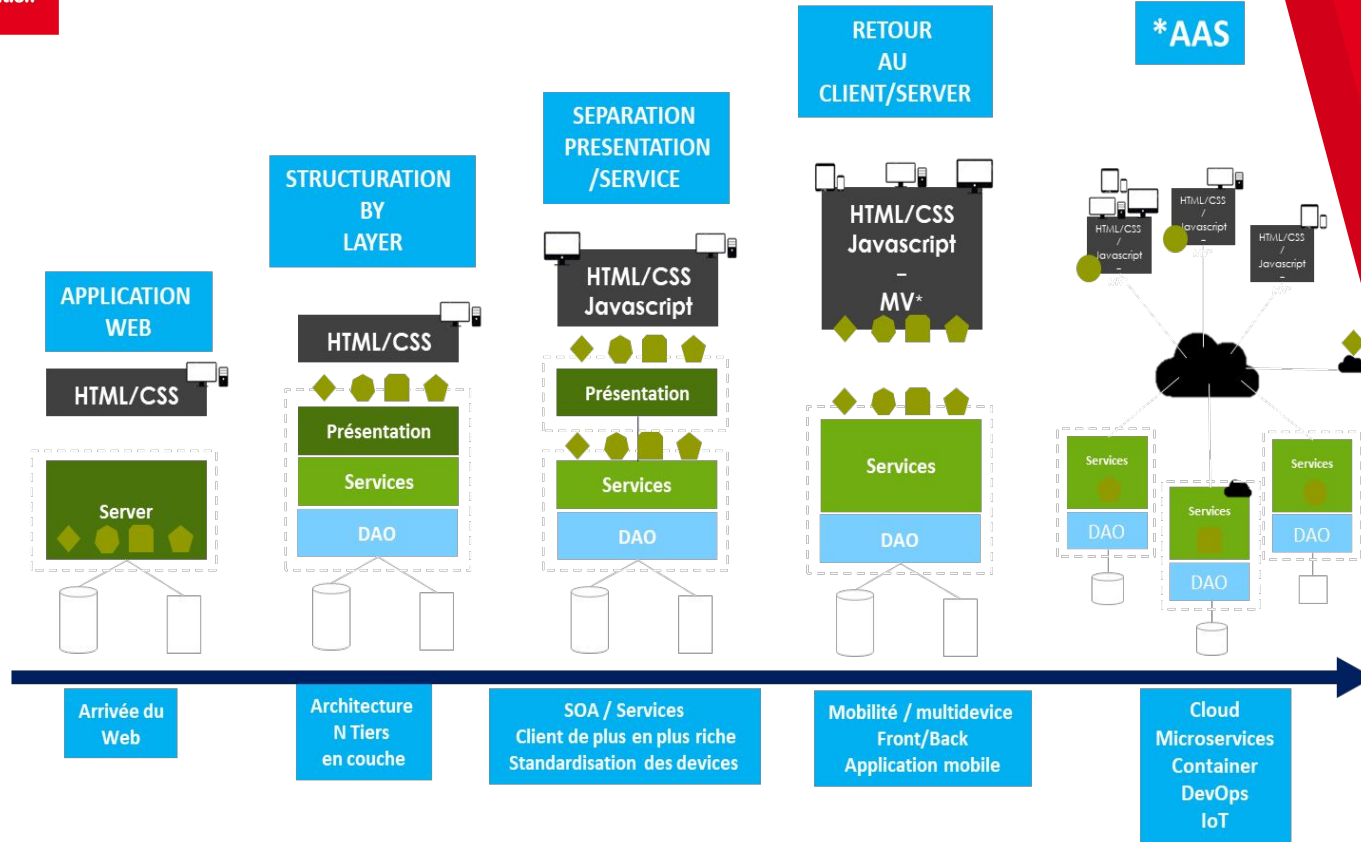 *AAS
RETOUR
AU
CLIENT/SERVER
SEPARATION
PRESENTATION
/SERVICE
STRUCTURATION
BY
LAYER
APPLICATION
WEB
HTML/CSS
Server
HTML/CSS
Présentation
Services
DAO
HTML/CSS
Javascript
Présentation
Services
DAO
HTML/CSS
Javascript
–
MV*
Services
DAO
HTML/CSS
/
Javascript
–
HTML/CSS
/
Javascript
–
HTML/CSS
/
Javascript
–
Services
DAO
Services
DAO
Services
DAO
Arrivée du
Web
Architecture
N Tiers
en couche
SOA / Services
Client de plus en plus riche
Standardisation des devices
Mobilité / multidevice
Front/Back
Application mobile
Cloud
Microservices
Container
DevOps
IoT